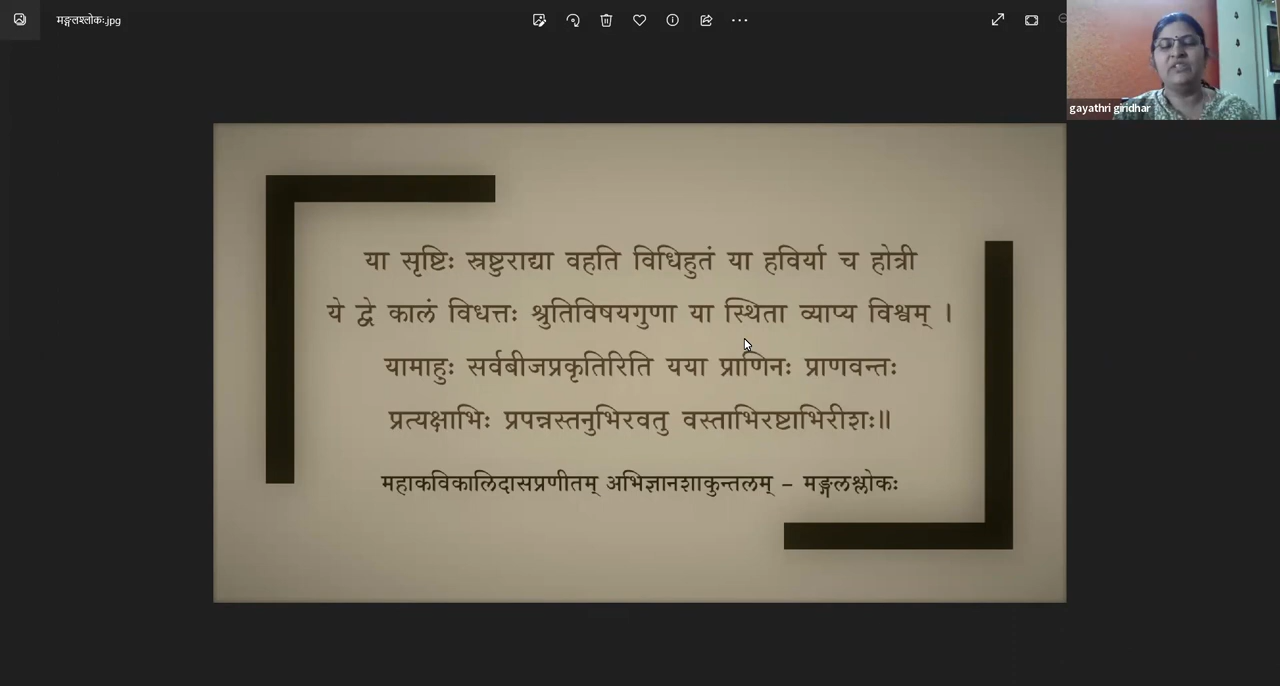 मङ्गलश्लोकः.jpg
gayathri giridhar
या सृष्टिः स्रष्टुराद्या वहति विधिहुतं या हविर्या च होत्री
ये द्वे कालं विधत्तः श्रुतिविषयगुणा या स्थिता व्याप्य विश्वम् ।
यामाहुः सर्वबीजप्रकृतिरिति यया प्राणिनः प्राणवन्तः
प्रत्यक्षाभिः प्रपन्नस्तनुभिरवतु वस्ताभिरष्टाभिरीशः॥
महाकविकालिदासप्रणीतम् अभिज्ञानशाकुन्तलम् – मङ्गलश्लोकः